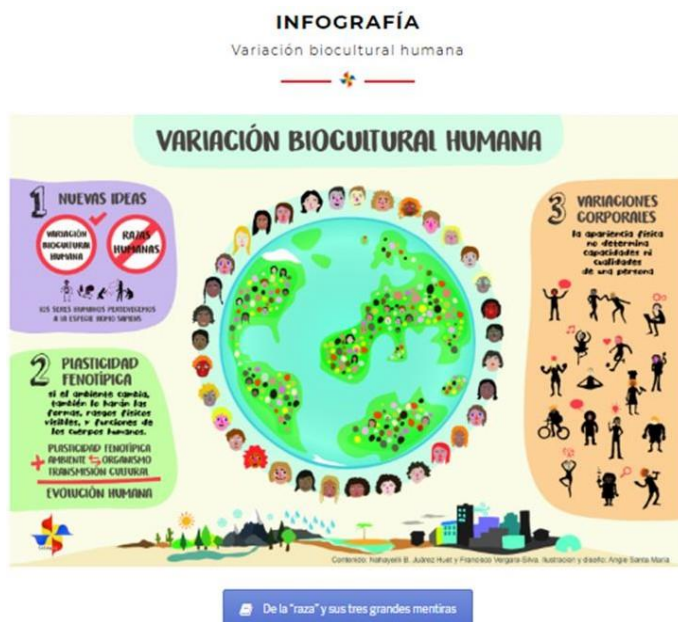 INFOGRAFÍA
Variación biocultural humana
VARIACIÓN BIOCULTURAL HUMANA
1 NUEVAS IDEAS
VARIACIÓN
BIOCULTURAL
HUMANA
RAZAS
HUMANAS
LOS SERES HUMANOS PERTENECEMOS
A LA ESPECIE HOMO SAPIENS
2 PLASTICIDAD
FENOTÍPICA
si el ambiente cambia,
también lo harán las
formas, rasgos físicos
visibles, y funciones de
los cuerpos humanos.
+ PLASTICIDAD FENOTÍPICA
AMBIENTE ⇆ ORGANISMO
TRANSMISIÓN CULTURAL
EVOLUCIÓN HUMANA
3 VARIACIONES
CORPORALES
la apariencia física
no determina
capacidades ni
cualidades
de una persona
Contenido: Nahayeilli B. Juárez Huet y Francisco Vergara-Silva. Ilustración y diseño: Angie Santa María
De la "raza" y sus tres grandes mentiras